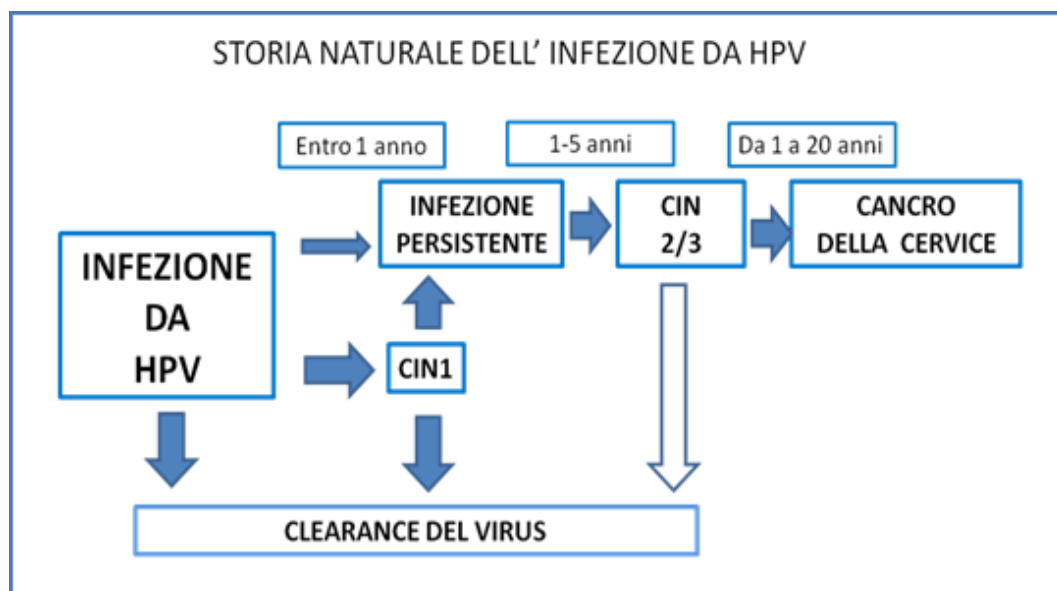 STORIA NATURALE DELL' INFEZIONE DA HPV
Entro 1 anno
1-5 anni
Da 1 a 20 anni
INFEZIONE
PERSISTENTE
CIN
2/3
CANCRO
DELLA CERVICE
INFEZIONE
DA
HPV
CIN1
CLEARANCE DEL VIRUS